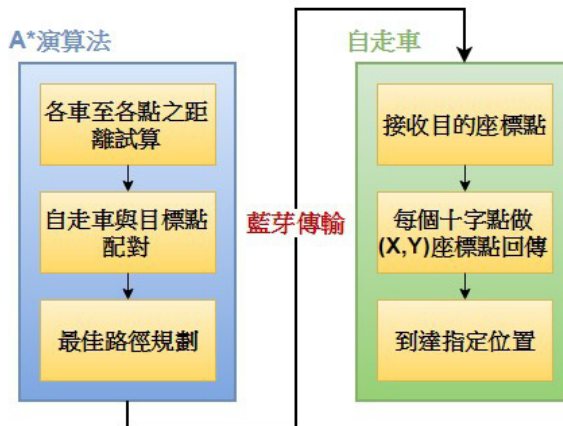 A*演算法
各車至各點之距
離試算
自走車與目標點
配對
最佳路徑規劃
藍芽傳輸
自走車
接收目的座標點
每個十字點做
(X,Y)座標點回傳
到達指定位置